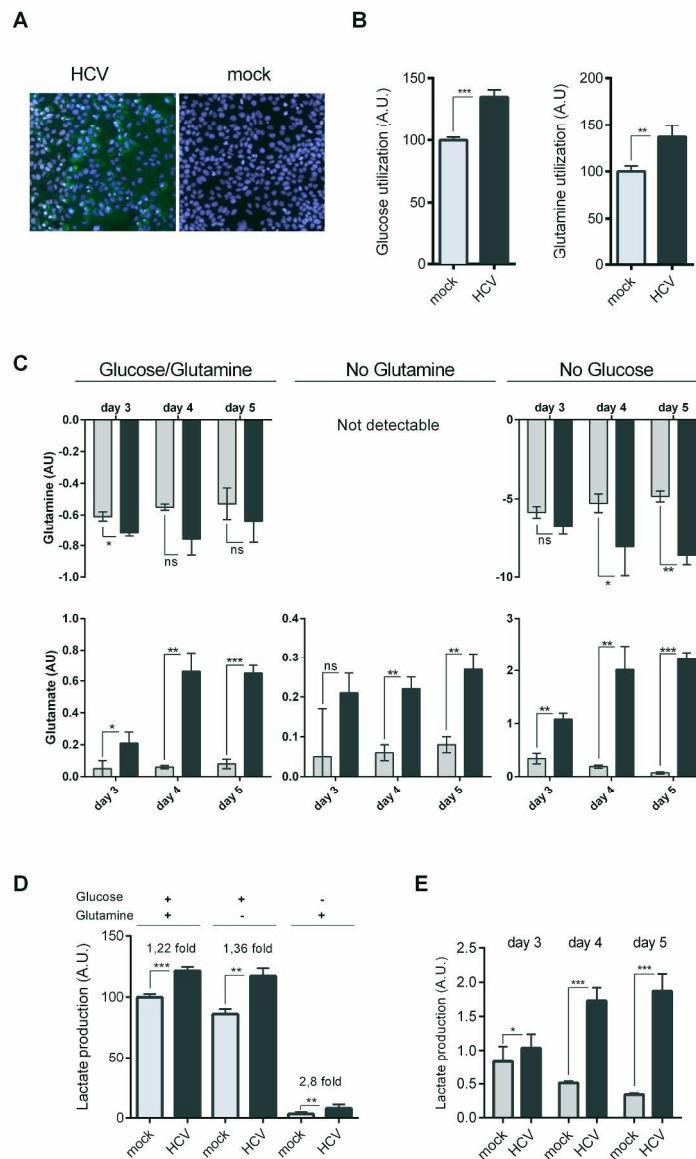 A
HCV
mock
B
Glucose utilization (A.U.)
150
100
50
0
***
mock
HCV
Glutamine utilization (A.U)
200
150
100
50
0
**
mock
HCV
C
Glucose/Glutamine
No Glutamine
No Glucose
day 3
day 4
day 5
Glutamine (AU)
0.0
-0.2
-0.4
-0.6
-0.8
-1.0
*
ns
ns
Not detectable
day 3
day 4
day 5
0
-5
-10
ns
*
**
Glutamate (AU)
1.0
0.8
0.6
0.4
0.2
0.0
*
**
***
day 3
day 4
day 5
0.4
0.3
0.2
0.1
0.0
ns
**
**
day 3
day 4
day 5
3
2
1
0
**
**
***
day 3
day 4
day 5
D
Glucose + + -
Glutamine + - +
Lactate production (A.U.)
150
100
50
0
1,22 fold
1,36 fold
2,8 fold
***
**
**
mock
HCV
mock
HCV
mock
HCV
E
day 3
day 4
day 5
Lactate production (A.U.)
2.5
2.0
1.5
1.0
0.5
0.0
*
***
***
mock
HCV
mock
HCV
mock
HCV